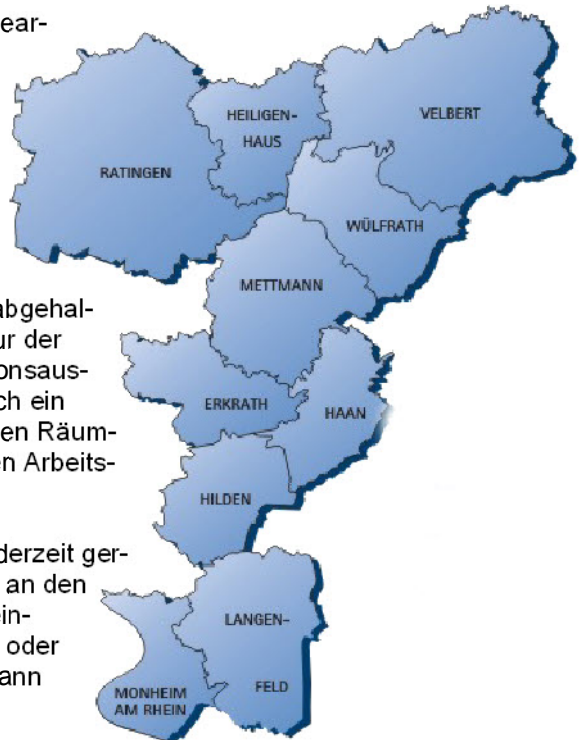 ear-
HEILIGEN-
HAUS
VELBERT
RATINGEN
WÜLFRATH
METTMANN
abgehal-
ur der
onsaus-
ch ein
en Räum-
en Arbeits-
ERKRATH
HAAN
HILDEN
derzeit ger-
an den
ein-
oder
ann
LANGEN-
FELD
MONHEIM
AM RHEIN